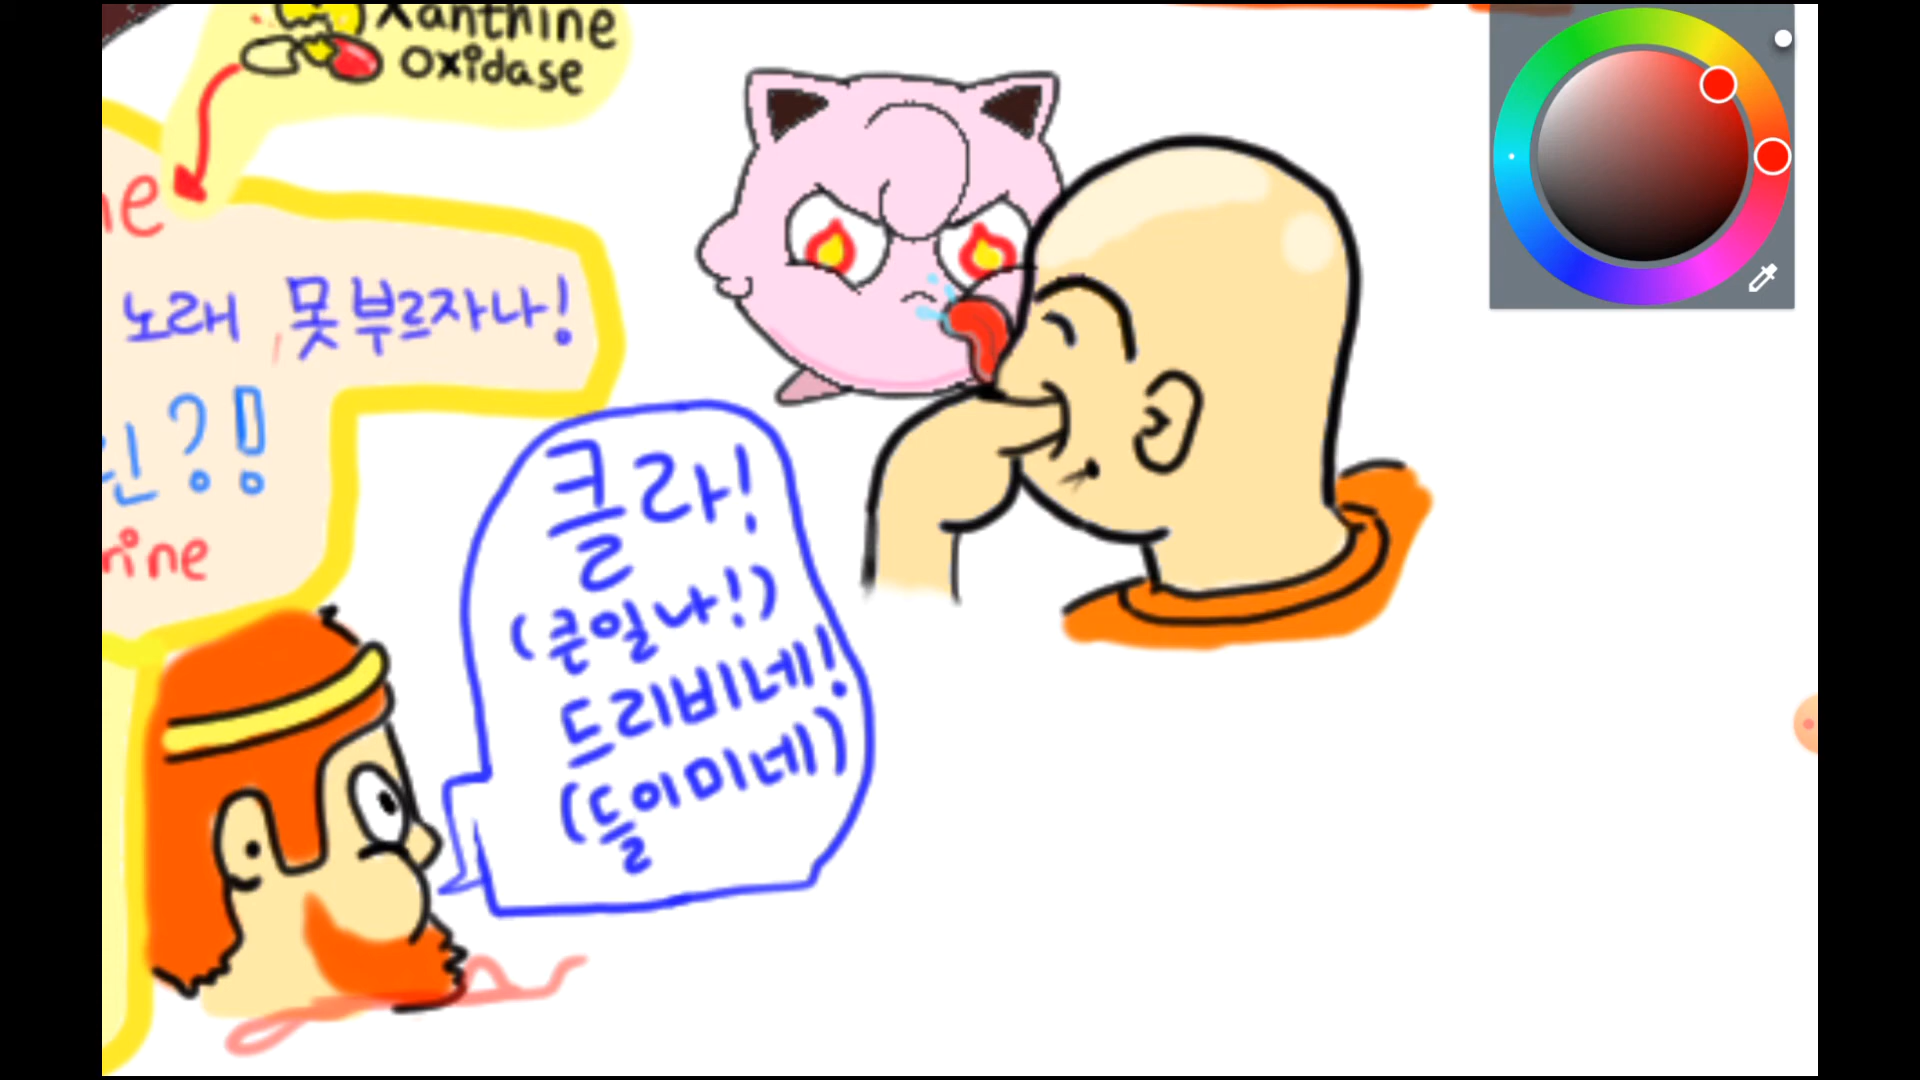 Xanthine
oxidase
노래 못부르자나!
?!
클라!
(큰일나!)
드리비네!
(들이미네)